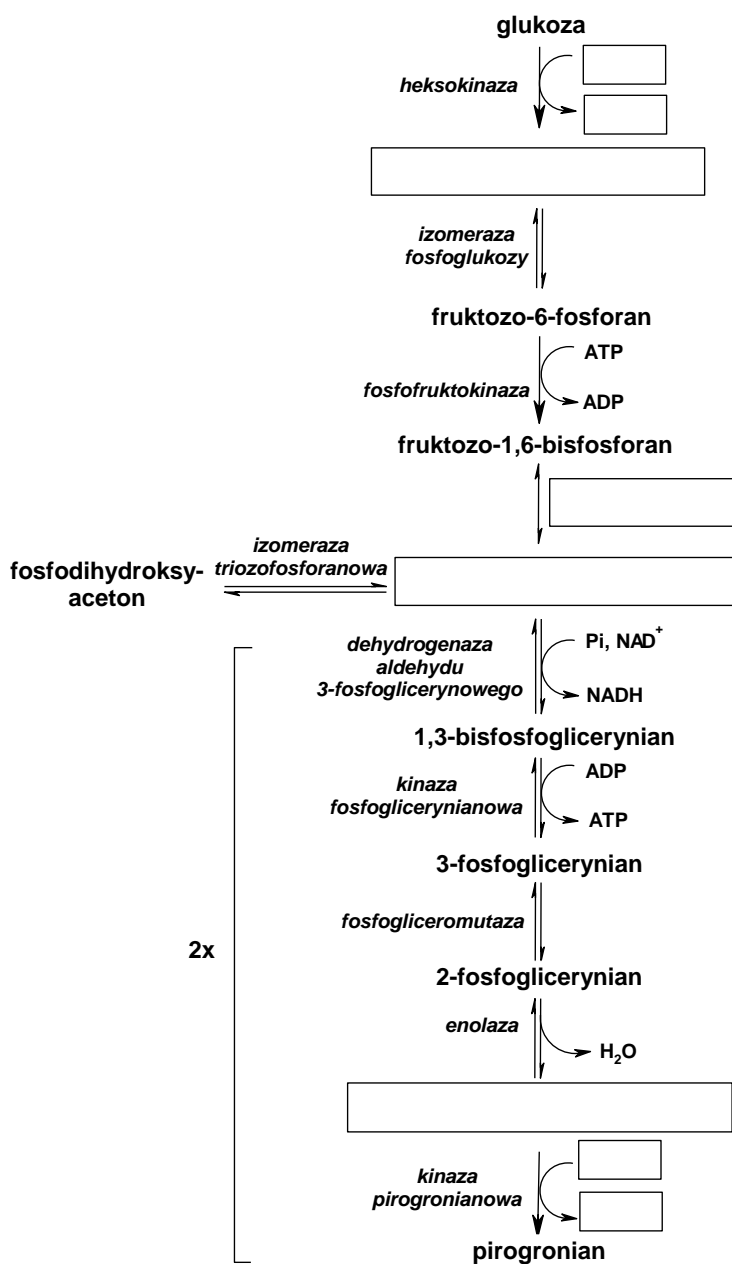 glukoza
heksokinaza
izomeraza
fosfoglukozy
fruktozo-6-fosforan
ATP
fosfofruktokinaza
ADP
fruktozo-1,6-bisfosforan
izomeraza
triozofosforanowa
fosfodihydroksy-
aceton
dehydrogenaza
aldehydu
3-fosfoglicerynowego
Pi, NAD⁺
NADH
1,3-bisfosfoglicerynian
ADP
kinaza
fosfoglicerynianowa
ATP
3-fosfoglicerynian
fosfogliceromutaza
2x
2-fosfoglicerynian
enolaza
H₂O
kinaza
pirogronianowa
pirogronian